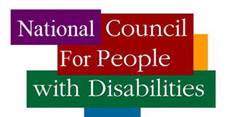 National Council
For People
with Disabilities